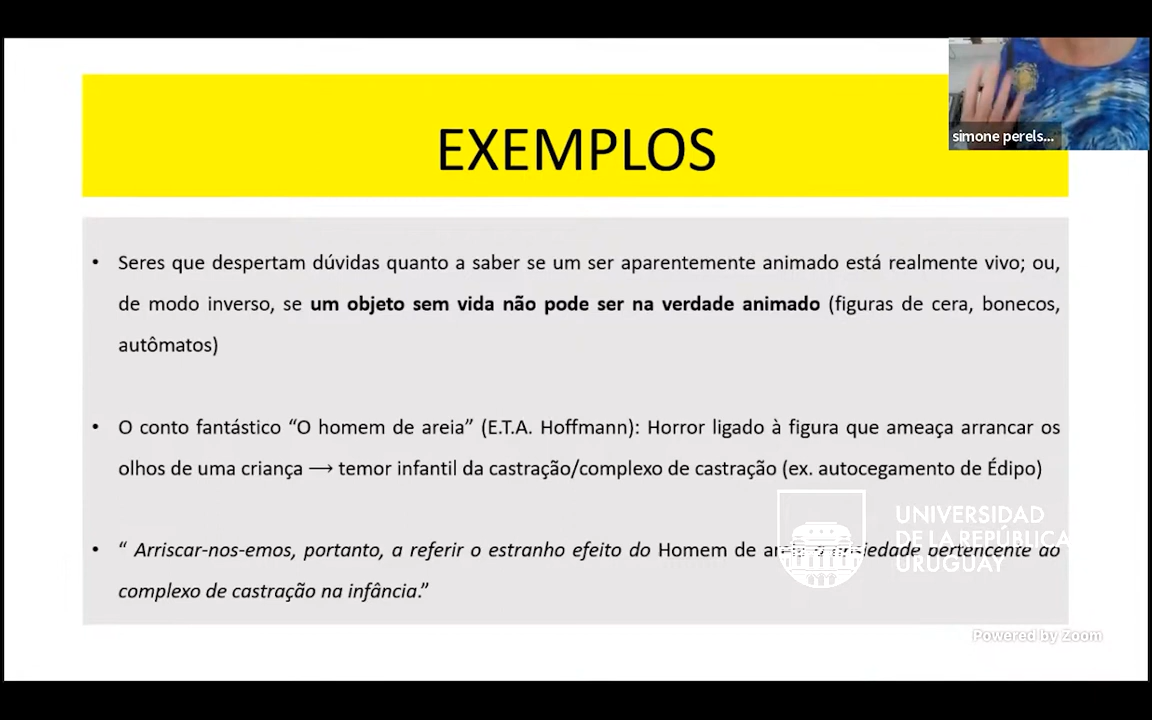 simone perels...
EXEMPLOS
• Seres que despertam dúvidas quanto a saber se um ser aparentemente animado está realmente vivo; ou,
de modo inverso, se um objeto sem vida não pode ser na verdade animado (figuras de cera, bonecos,
autômatos)
• O conto fantástico “O homem de areia” (E.T.A. Hoffmann): Horror ligado à figura que ameaça arrancar os
olhos de uma criança ⟶ temor infantil da castração/complexo de castração (ex. autocegamento de Édipo)
• “ Arriscar-nos-emos, portanto, a referir o estranho efeito do Homem de areia à ansiedade pertencente ao
complexo de castração na infância.”
UNIVERSIDAD
DE LA REPÚBLICA
URUGUAY
Powered by Zoom